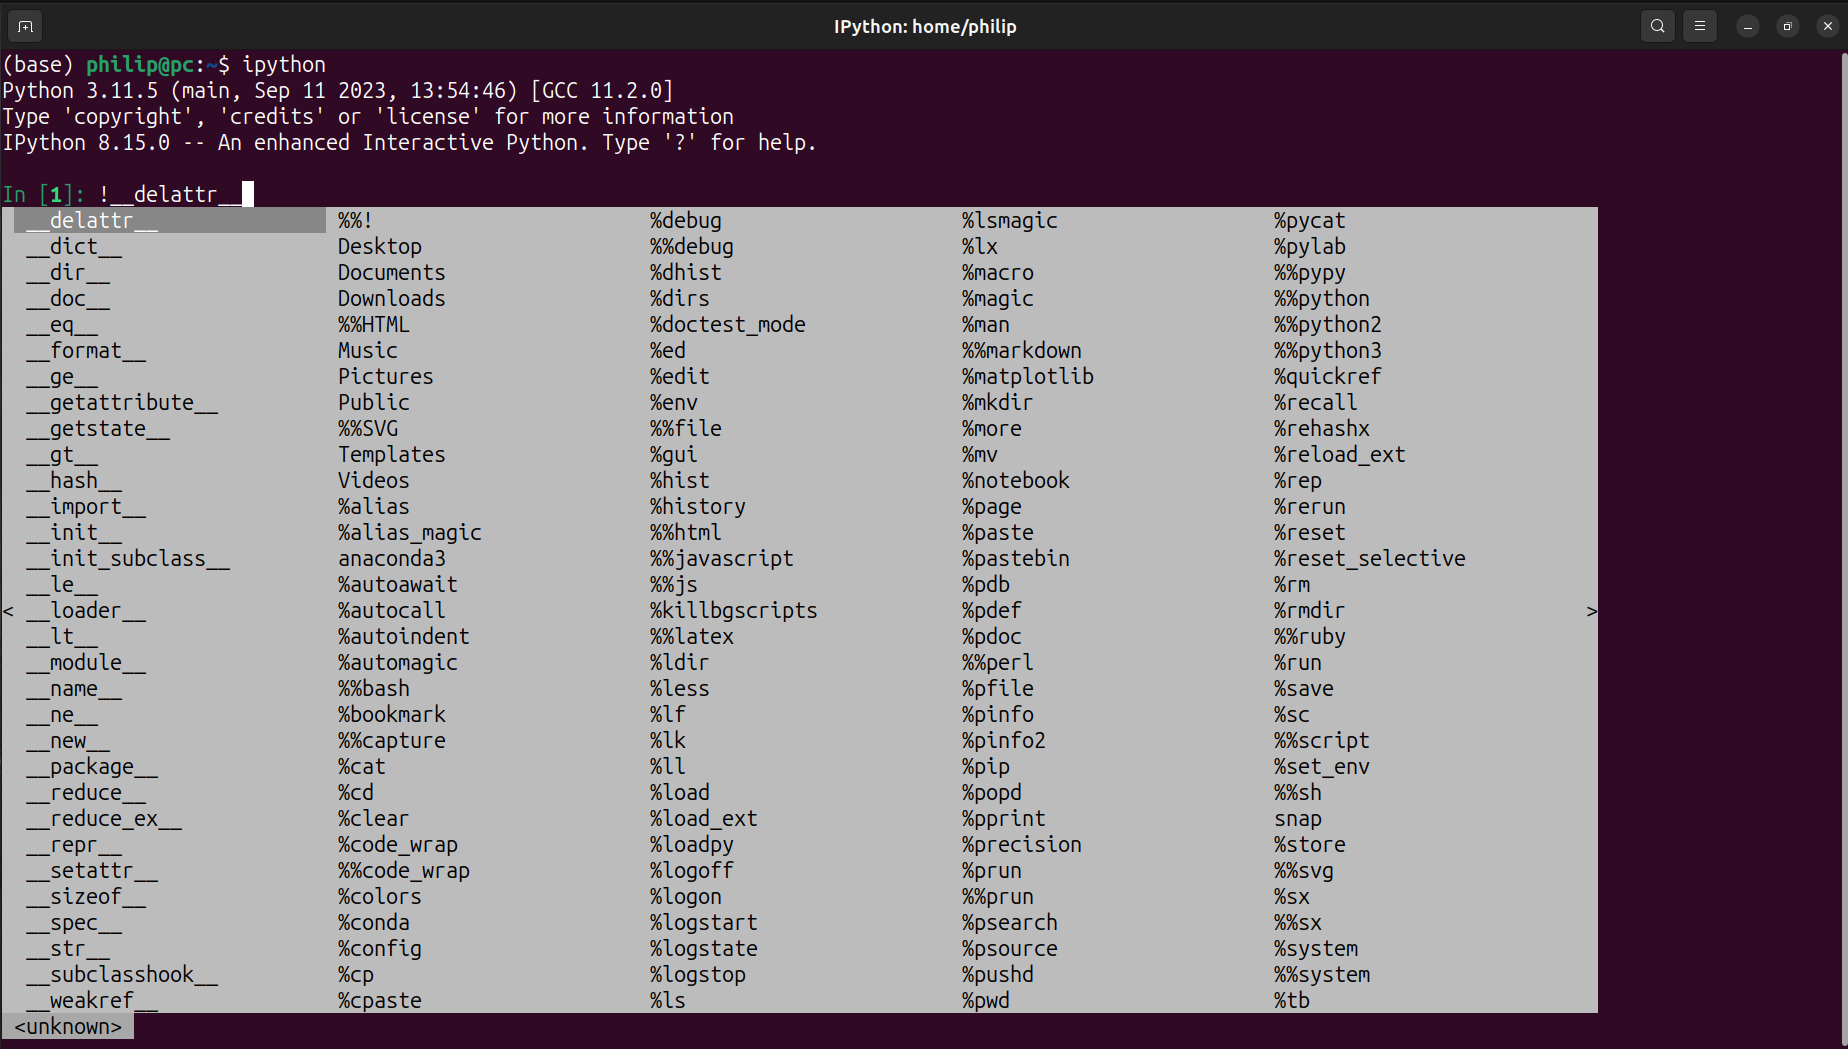 IPython: home/philip
(base) philip@pc:~$ ipython
Python 3.11.5 (main, Sep 11 2023, 13:54:46) [GCC 11.2.0]
Type 'copyright', 'credits' or 'license' for more information
IPython 8.15.0 -- An enhanced Interactive Python. Type '?' for help.
In [1]: !__delattr__
__delattr__ %%! %debug %lsmagic %pycat
__dict__ Desktop %%debug %lx %pylab
__dir__ Documents %dhist %macro %%pypy
__doc__ Downloads %dirs %magic %%python
__eq__ %%HTML %doctest_mode %man %%python2
__format__ Music %ed %%markdown %%python3
__ge__ Pictures %edit %matplotlib %quickref
__getattribute__ Public %env %mkdir %recall
__getstate__ %%SVG %%file %more %rehashx
__gt__ Templates %gui %mv %reload_ext
__hash__ Videos %hist %notebook %rep
__import__ %alias %history %page %rerun
__init__ %alias_magic %%html %paste %reset
__init_subclass__ anaconda3 %%javascript %pastebin %reset_selective
__le__ %autoawait %%js %pdb %rm
< __loader__ %autocall %killbgscripts %pdef %rmdir >
__lt__ %autoindent %%latex %pdoc %%ruby
__module__ %automagic %ldir %%perl %run
__name__ %%bash %less %pfile %save
__ne__ %bookmark %lf %pinfo %sc
__new__ %%capture %lk %pinfo2 %%script
__package__ %cat %ll %pip %set_env
__reduce__ %cd %load %popd %%sh
__reduce_ex__ %clear %load_ext %pprint snap
__repr__ %code_wrap %loadpy %precision %store
__setattr__ %%code_wrap %logoff %prun %%svg
__sizeof__ %colors %logon %%prun %sx
__spec__ %conda %logstart %psearch %%sx
__str__ %config %logstate %psource %system
__subclasshook__ %cp %logstop %pushd %%system
__weakref__ %cpaste %ls %pwd %tb
<unknown>